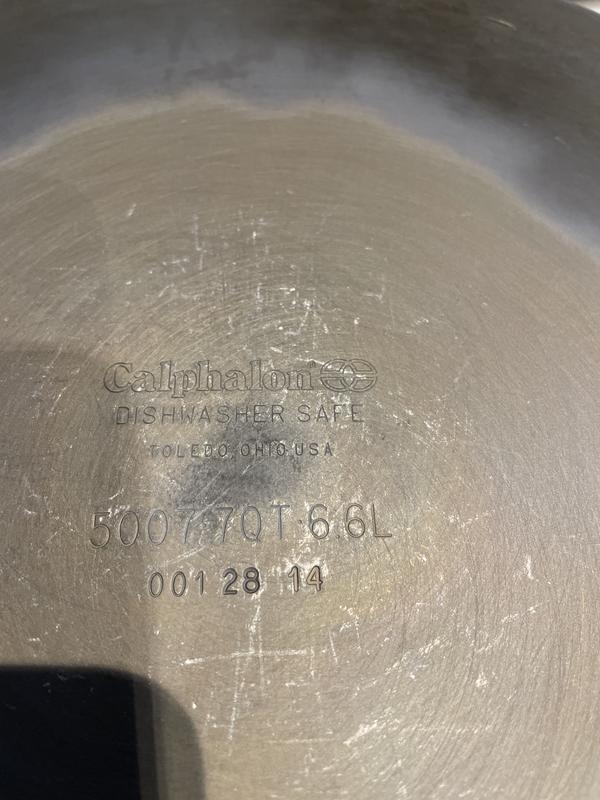 Calphalon
DISHWASHER SAFE
TOLEDO, OHIO, USA
5007·7QT·6.6L
001 28 14